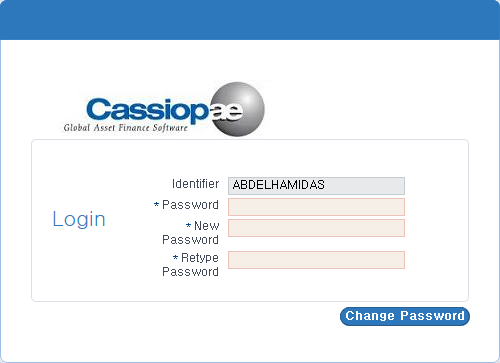 Cassiopae
Global Asset Finance Software
Login
Identifier ABDELHAMIDAS
* Password
* New
Password
* Retype
Password
Change Password